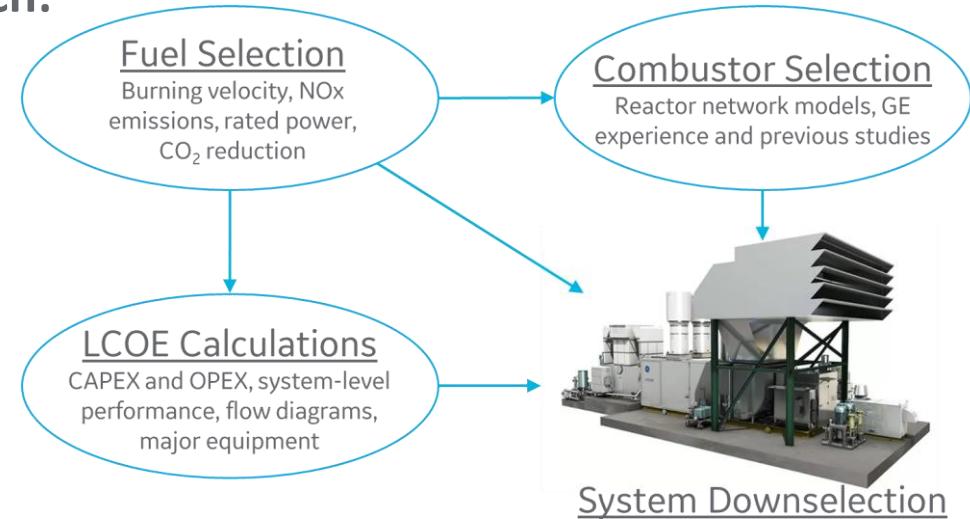 Fuel Selection
Burning velocity, NOx
emissions, rated power,
CO₂ reduction
Combustor Selection
Reactor network models, GE
experience and previous studies
LCOE Calculations
CAPEX and OPEX, system-level
performance, flow diagrams,
major equipment
System Downselection